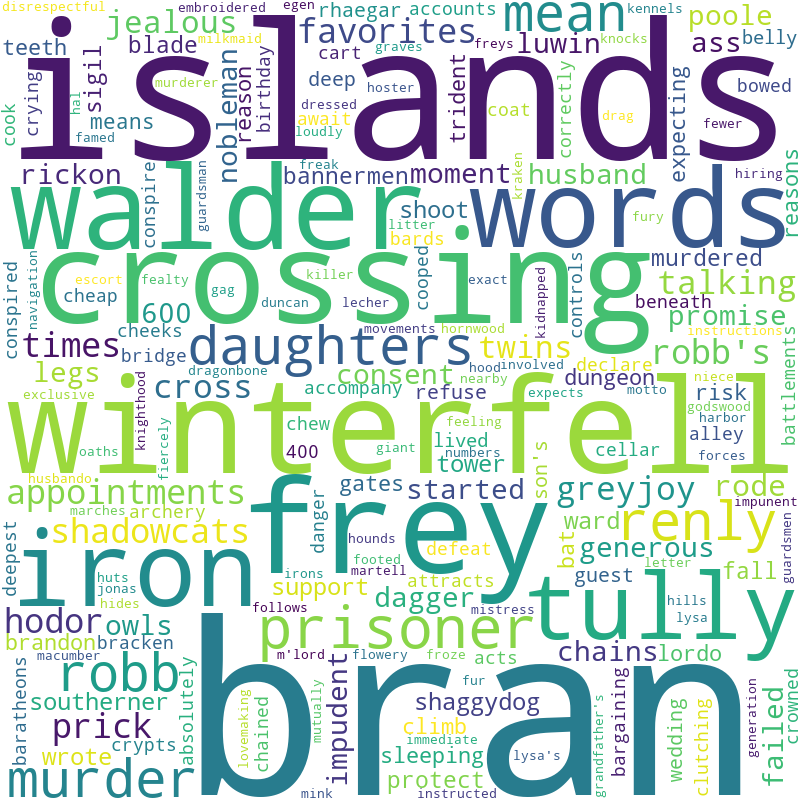 disrespectful
embroidered
egen
rhaegar
accounts
mean
poole
jealous
favorites
teeth
blade
milkmaid
cart
graves
freys
knocks
kennels
luwin
ass
belly
islands
sigil
crying
cook
means
famed
hal
murderer
nobleman
reason
birthday
deep
dressed
hoster
await
loudly
freak
trident
coat
drag
correctly
expecting
bowed
fewer
rickon
conspire
guardsman
bannermen
moment
kraken
husband
hiring
reasons
walder
words
shoot
litter
bards
fury
murdered
crossing
conspired
navigation
escort
fealty
killer
cheap
600
gag
duncan
lecher
cooped
exact
kidnapped
controls
talking
beneath
promise
cheeks
movements
hornwood
instructions
times
bridge
daughters
twins
declare
robb's
dragonbone
hood
involved
nearby
niece
motto
battlements
legs
exclusive
cross
knighthood
consent
accompany
refuse
expects
dungeon
risk
godswood
harbor
winterfell
oaths
fiercely
chew
400
lived
feeling
giant
numbers
tower
son's
cellar
alley
forces
husbando
appointments
marches
archery
gates
started
greyjoy
rode
impunent
guardsmen
deepest
shadowcats
danger
frey
hounds
footed
martell
defeat
bat
ward
renly
generous
fall
iron
huts
jonas
hides
irons
support
attracts
guest
letter
follows
dagger
mistress
tully
hills
lysa
hodor
owls
brandon
bracken
prisoner
m'lord
flowery
froze
acts
chains
lordo
baratheons
macumber
robb
absolutely
bran
southerner
lovemaking
chained
mutually
impudent
fur
shaggydog
climb
immediate
sleeping
lysa's
grandfather's
bargaining
wedding
clutching
generation
failed
crowned
prick
wrote
crypts
murder
mink
protect
instructed